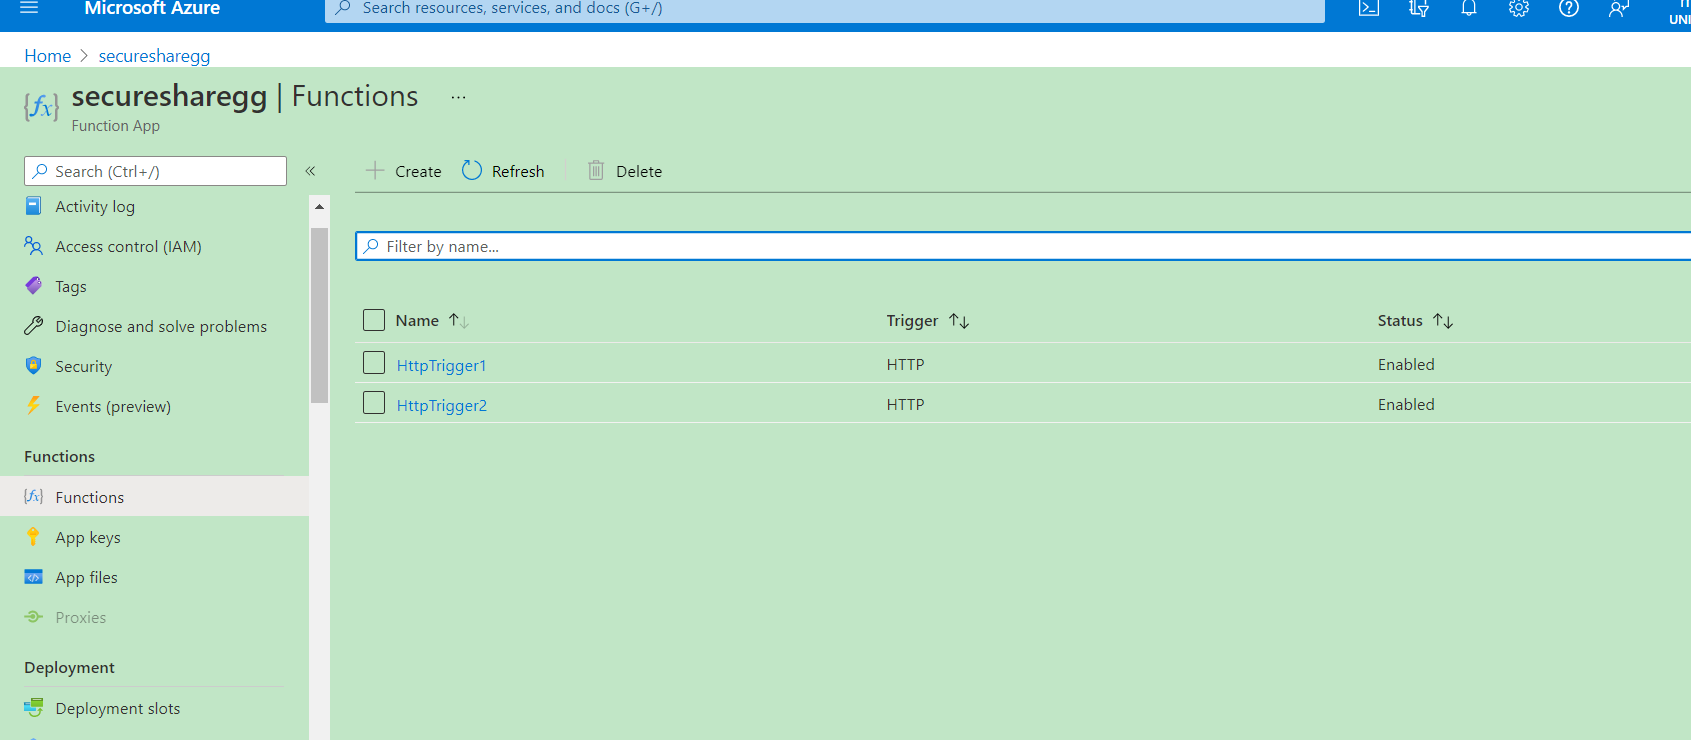 Microsoft Azure
Search resources, services, and docs (G+/)
UNI
Home > securesharegg
securesharegg | Functions ...
Function App
Search (Ctrl+/) «
Create Refresh Delete
Activity log
Access control (IAM)
Tags
Diagnose and solve problems
Security
Events (preview)
Functions
Functions
App keys
App files
Proxies
Deployment
Deployment slots
Filter by name...
Name Trigger Status
HttpTrigger1 HTTP Enabled
HttpTrigger2 HTTP Enabled